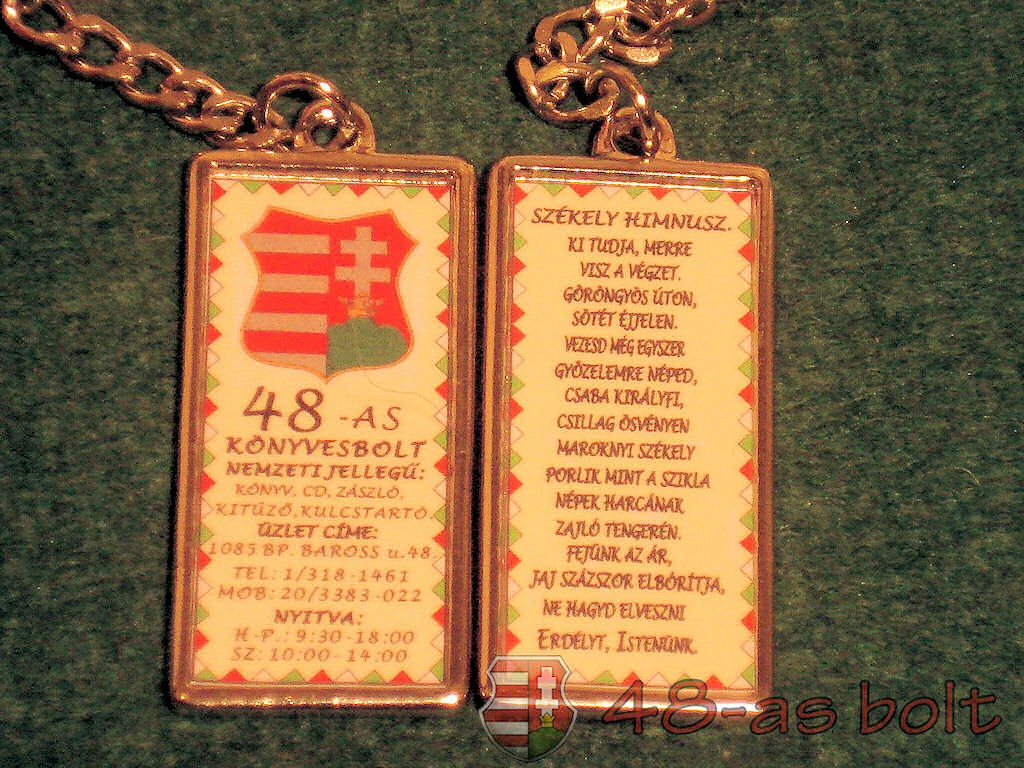 48-AS
KÖNYVESBOLT
NEMZETI JELLEGŰ:
KÖNYV, CD, ZÁSZLÓ,
KITŰZŐ, KULCSTARTÓ.
ÜZLET CÍME:
1085 BP. BAROSS u. 48.
TEL: 1/318-1461
MOB: 20/3383-022
NYITVA:
H-P.: 9:30-18:00
SZ: 10:00-14:00
SZÉKELY HIMNUSZ.
KI TUDJA, MERRE
VISZ A VÉGZET.
GÖRÖNGYÖS ÚTON,
SÖTÉT ÉJJELEN.
VEZESD MÉG EGYSZER
GYŐZELEMRE NÉPED,
CSABA KIRÁLYFI,
CSILLAG ÖSVÉNYEN
MAROKNYI SZÉKELY
PORLIK MINT A SZIKLA
NÉPEK HARCÁNAK
ZAJLÓ TENGERÉN.
FEJÜNK AZ ÁR,
JAJ SZÁZSZOR ELBÓRÍTJA,
NE HAGYD ELVESZNI
ERDÉLYT, ISTENÜNK.
48-as bolt